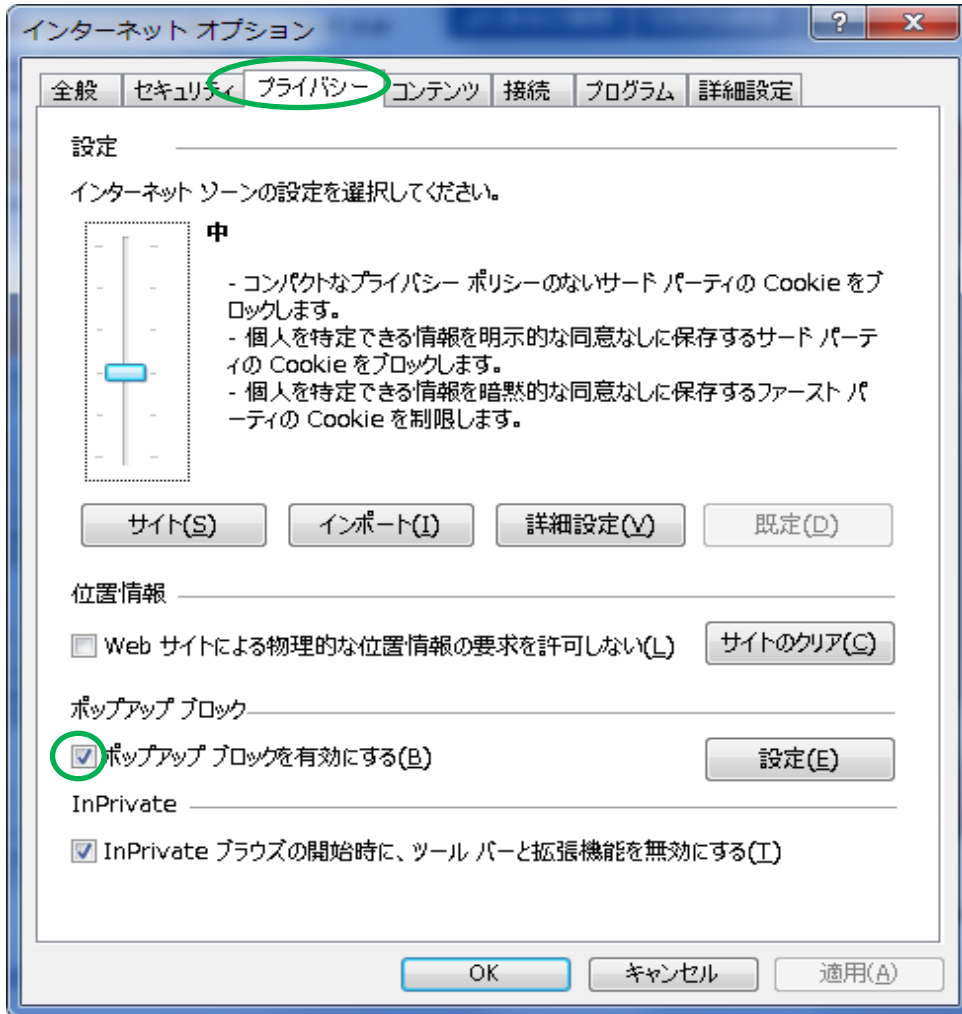 インターネット オプション
全般 セキュリティ プライバシー コンテンツ 接続 プログラム 詳細設定
設定
インターネット ゾーンの設定を選択してください。
中
- コンパクトなプライバシー ポリシーのないサード パーティの Cookie をブ
ロックします。
- 個人を特定できる情報を明示的な同意なしに保存するサード パーテ
ィの Cookie をブロックします。
- 個人を特定できる情報を暗黙的な同意なしに保存するファースト パ
ーティの Cookie を制限します。
サイト(S) インポート(I) 詳細設定(V) 既定(D)
位置情報
Web サイトによる物理的な位置情報の要求を許可しない(L) サイトのクリア(C)
ポップアップ ブロック
ポップアップ ブロックを有効にする(B) 設定(E)
InPrivate
InPrivate ブラウズの開始時に、ツール バーと拡張機能を無効にする(T)
OK キャンセル 適用(A)